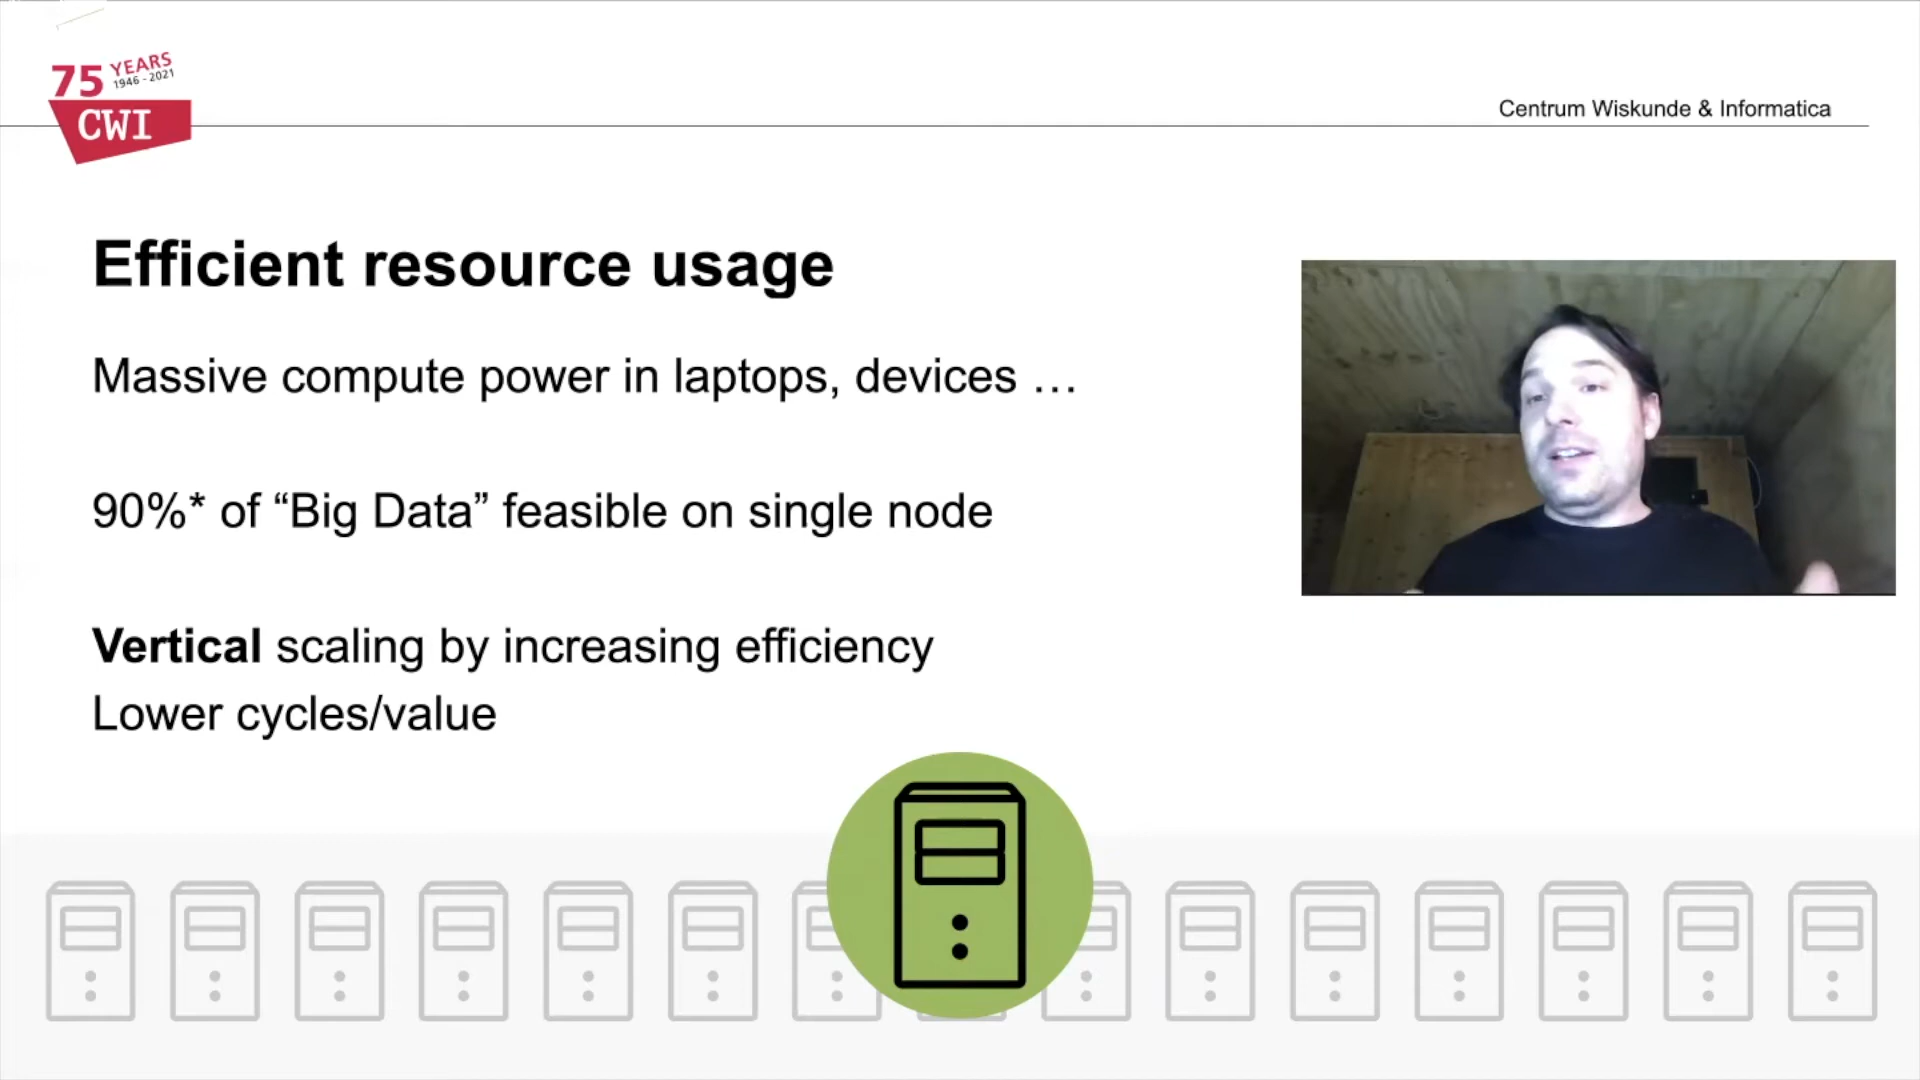 75 YEARS
1946 - 2021
CWI
Centrum Wiskunde & Informatica
Efficient resource usage
Massive compute power in laptops, devices …
90%* of “Big Data” feasible on single node
Vertical scaling by increasing efficiency
Lower cycles/value